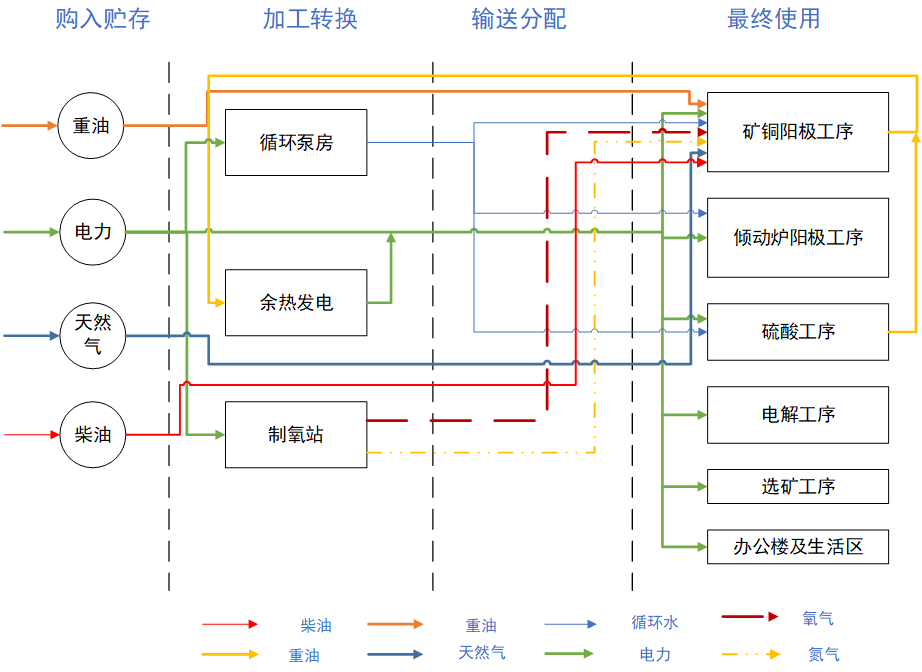 购入贮存
加工转换
输送分配
最终使用
重油
循环泵房
矿铜阳极工序
电力
倾动炉阳极工序
余热发电
天然
气
硫酸工序
柴油
制氧站
电解工序
选矿工序
办公楼及生活区
柴油
重油
循环水
氧气
重油
天然气
电力
氮气